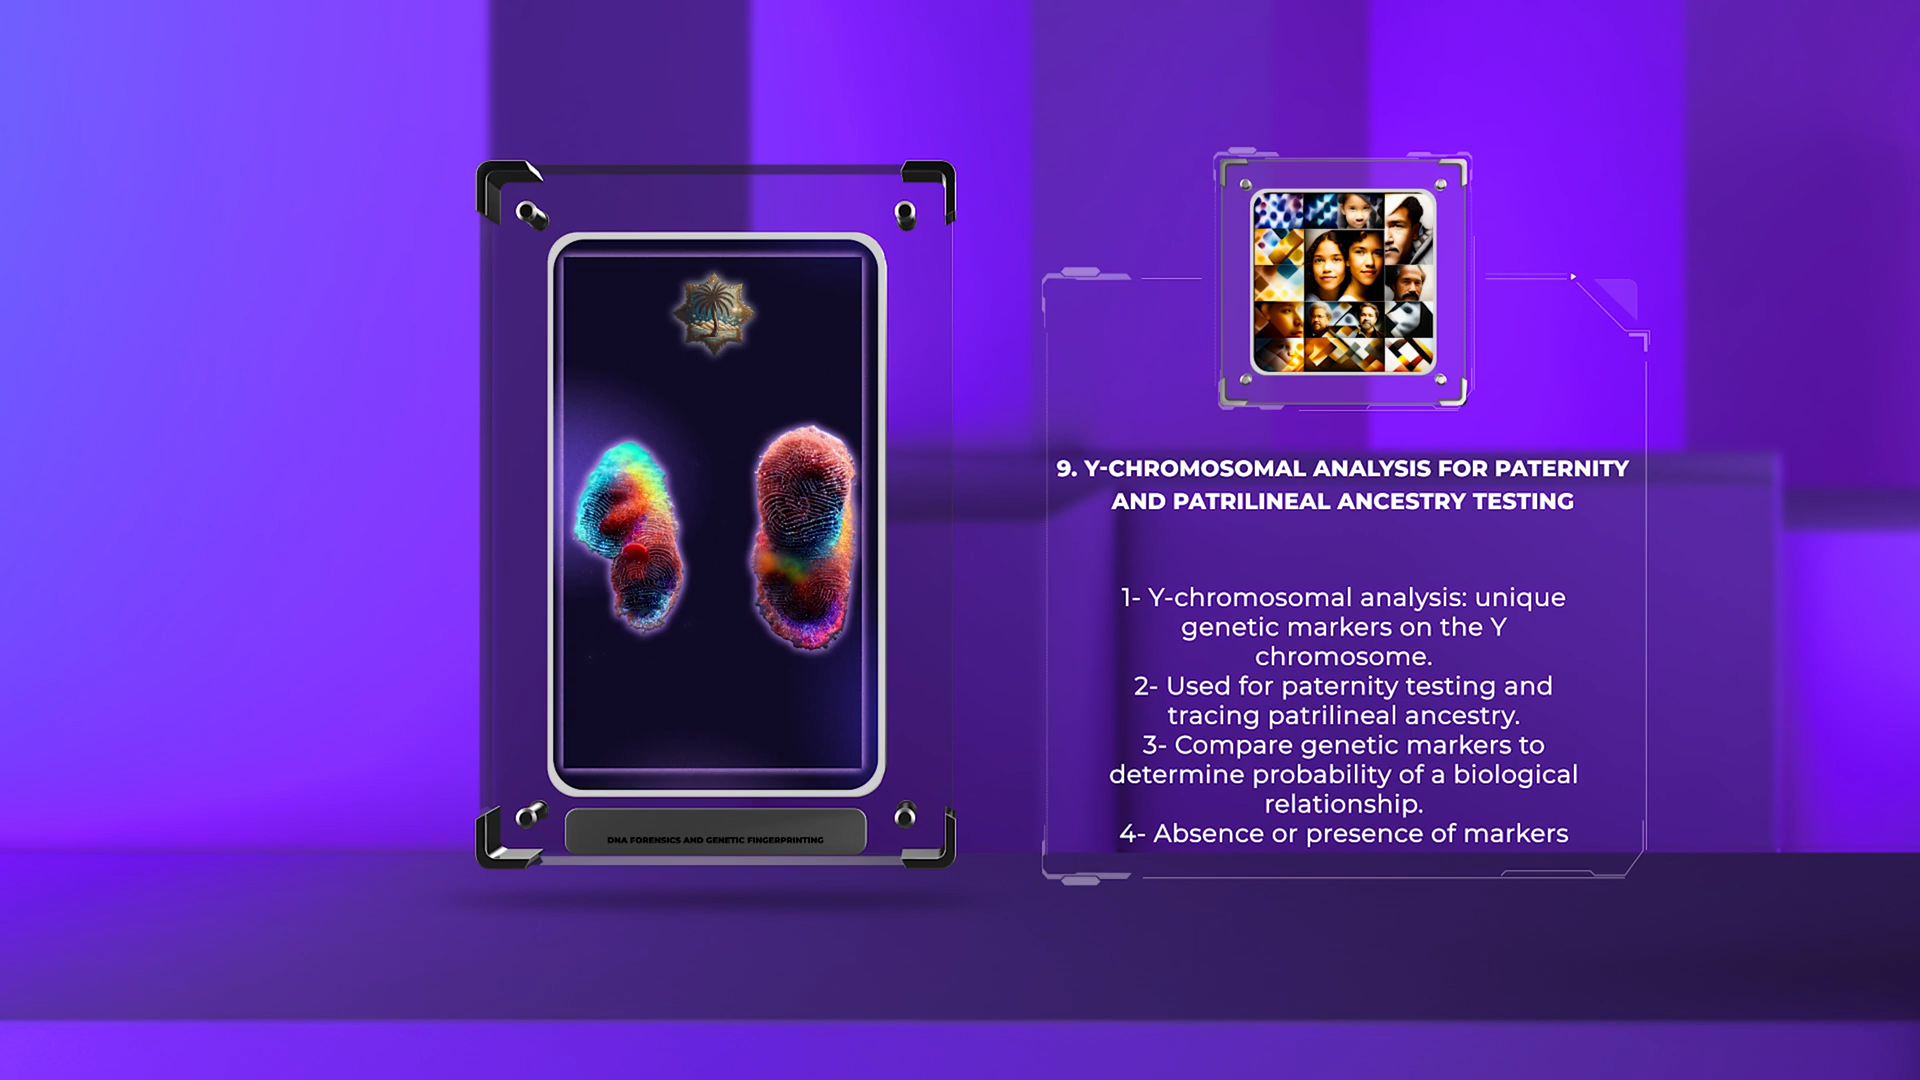 DNA FORENSICS AND GENETIC FINGERPRINTING
9. Y-CHROMOSOMAL ANALYSIS FOR PATERNITY
AND PATRILINEAL ANCESTRY TESTING
1- Y-chromosomal analysis: unique
genetic markers on the Y
chromosome.
2- Used for paternity testing and
tracing patrilineal ancestry.
3- Compare genetic markers to
determine probability of a biological
relationship.
4- Absence or presence of markers